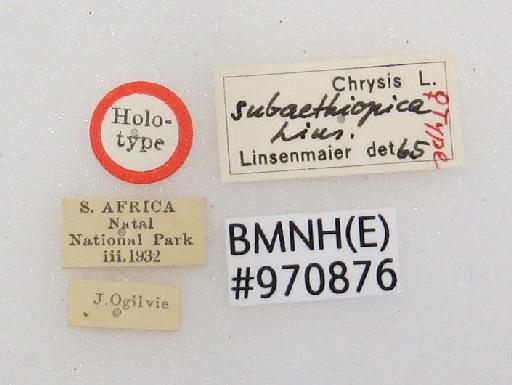 Holo-
type
Chrysis L.
subaethiopica
Lins.
Linsenmaier det 65
♀ Type
S. AFRICA
Natal
National Park
iii.1932
J. Ogilvie
BMNH(E)
#970876